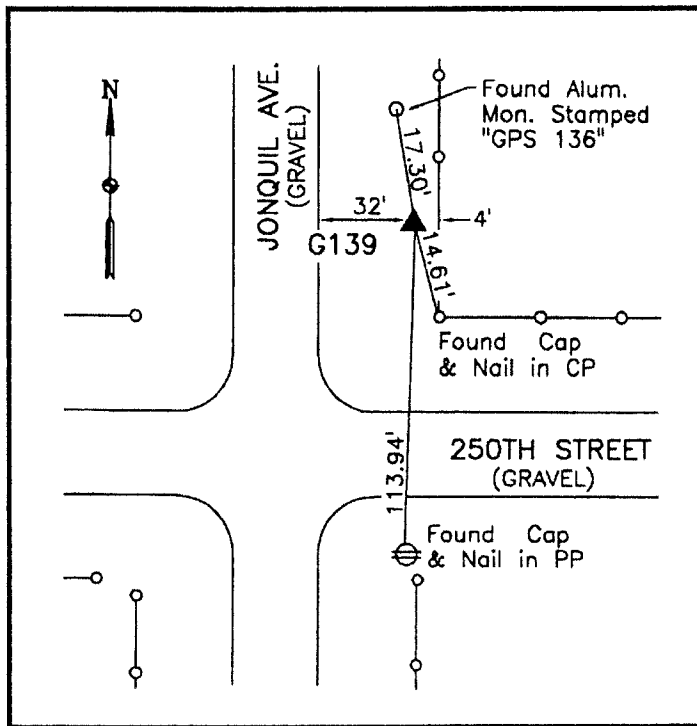 N
JONQUIL AVE.
(GRAVEL)
Found Alum.
Mon. Stamped
"GPS 136"
17.30'
32'
4'
G139
14.61'
Found Cap
& Nail in CP
113.94'
250TH STREET
(GRAVEL)
Found Cap
& Nail in PP